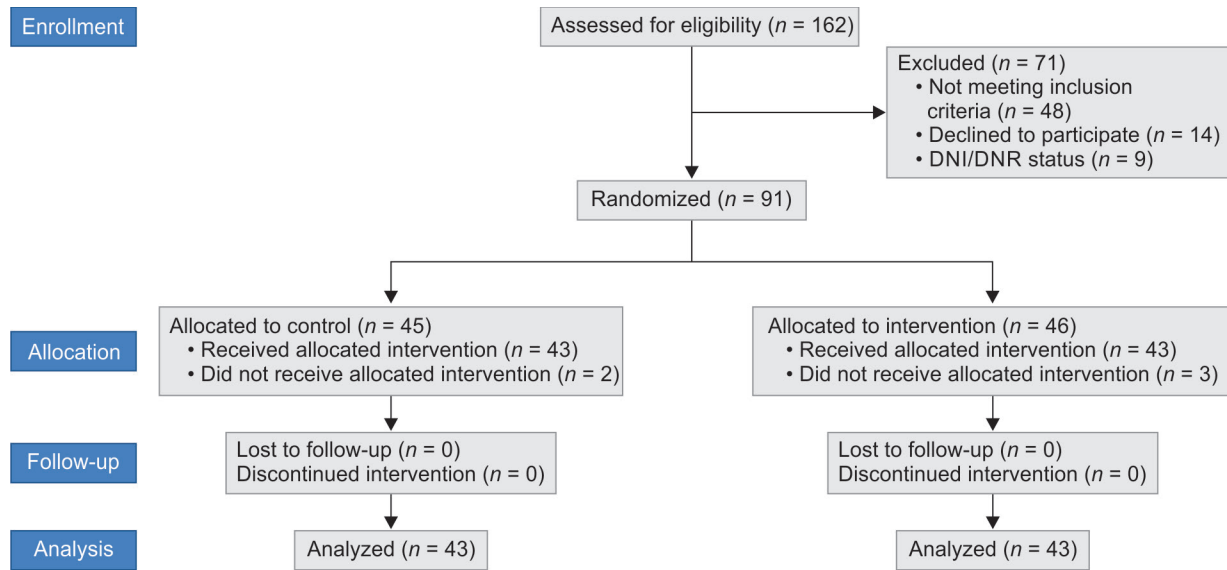 Enrollment
Assessed for eligibility (n = 162)
Excluded (n = 71)
• Not meeting inclusion
criteria (n = 48)
• Declined to participate (n = 14)
• DNI/DNR status (n = 9)
Randomized (n = 91)
Allocation
Allocated to control (n = 45)
• Received allocated intervention (n = 43)
• Did not receive allocated intervention (n = 2)
Allocated to intervention (n = 46)
• Received allocated intervention (n = 43)
• Did not receive allocated intervention (n = 3)
Follow-up
Lost to follow-up (n = 0)
Discontinued intervention (n = 0)
Lost to follow-up (n = 0)
Discontinued intervention (n = 0)
Analysis
Analyzed (n = 43)
Analyzed (n = 43)